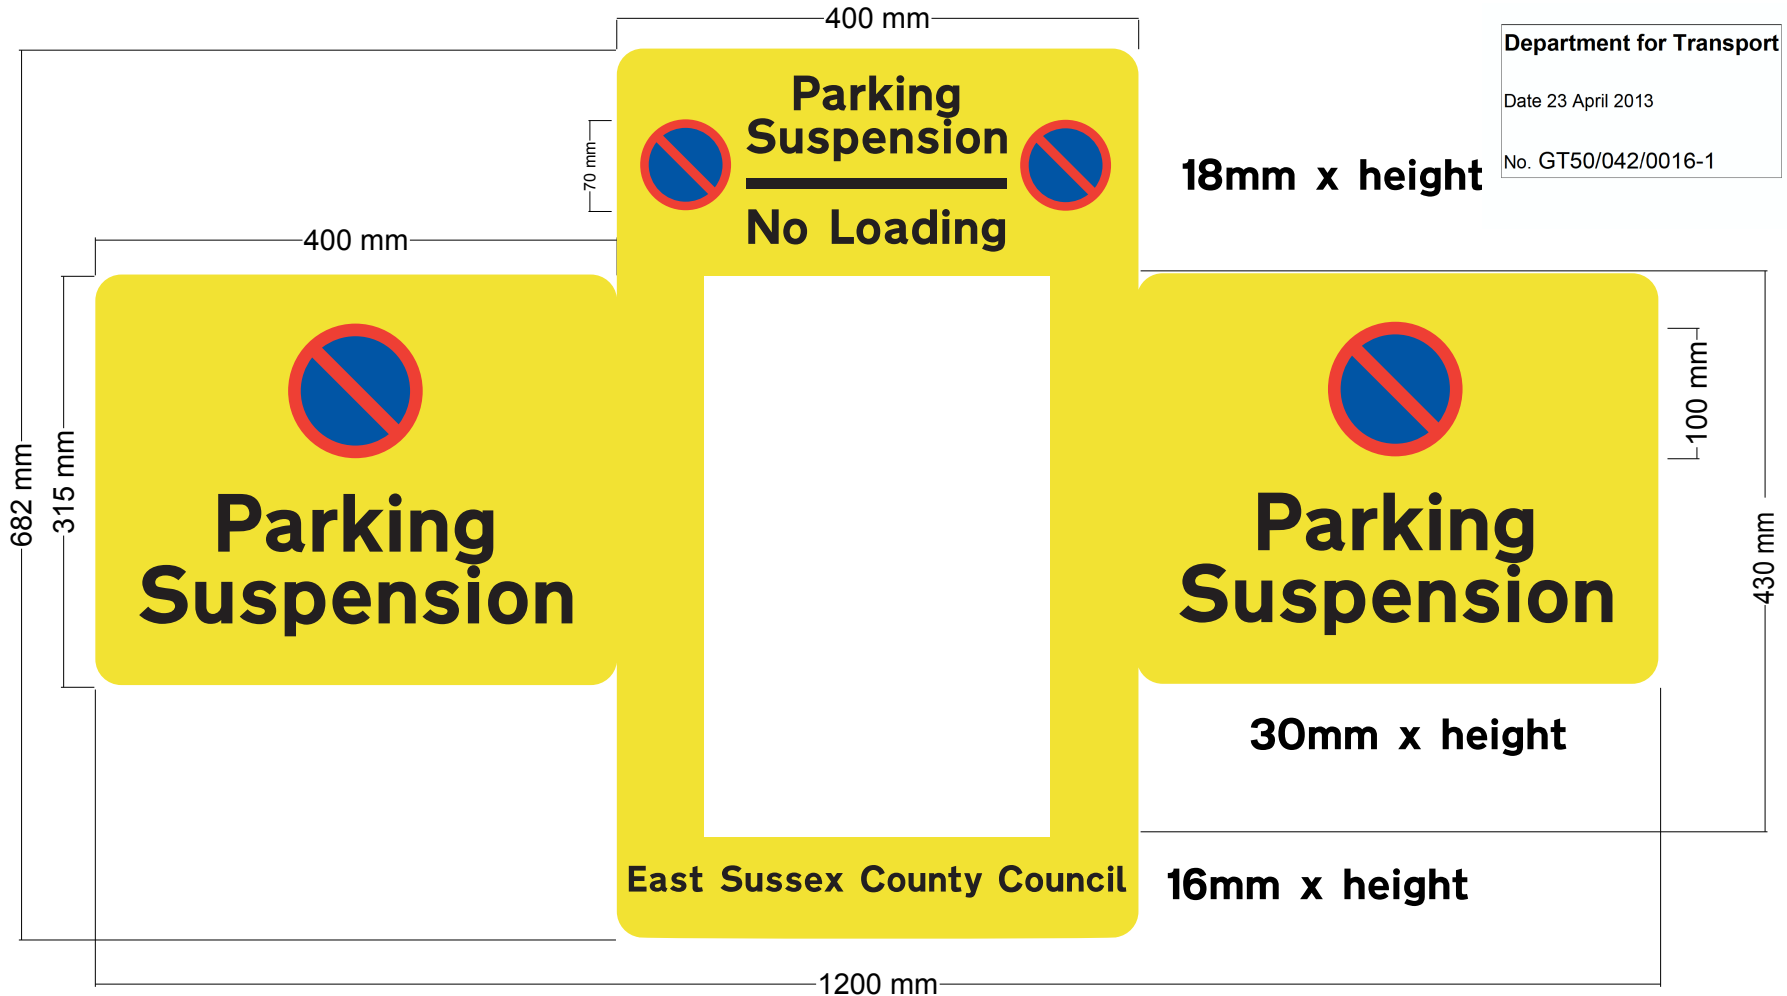 400 mm
Department for Transport
Date 23 April 2013
No. GT50/042/0016-1
Parking
Suspension
No Loading
70 mm
18mm x height
400 mm
682 mm
315 mm
Parking
Suspension
Parking
Suspension
100 mm
430 mm
30mm x height
East Sussex County Council
16mm x height
1200 mm